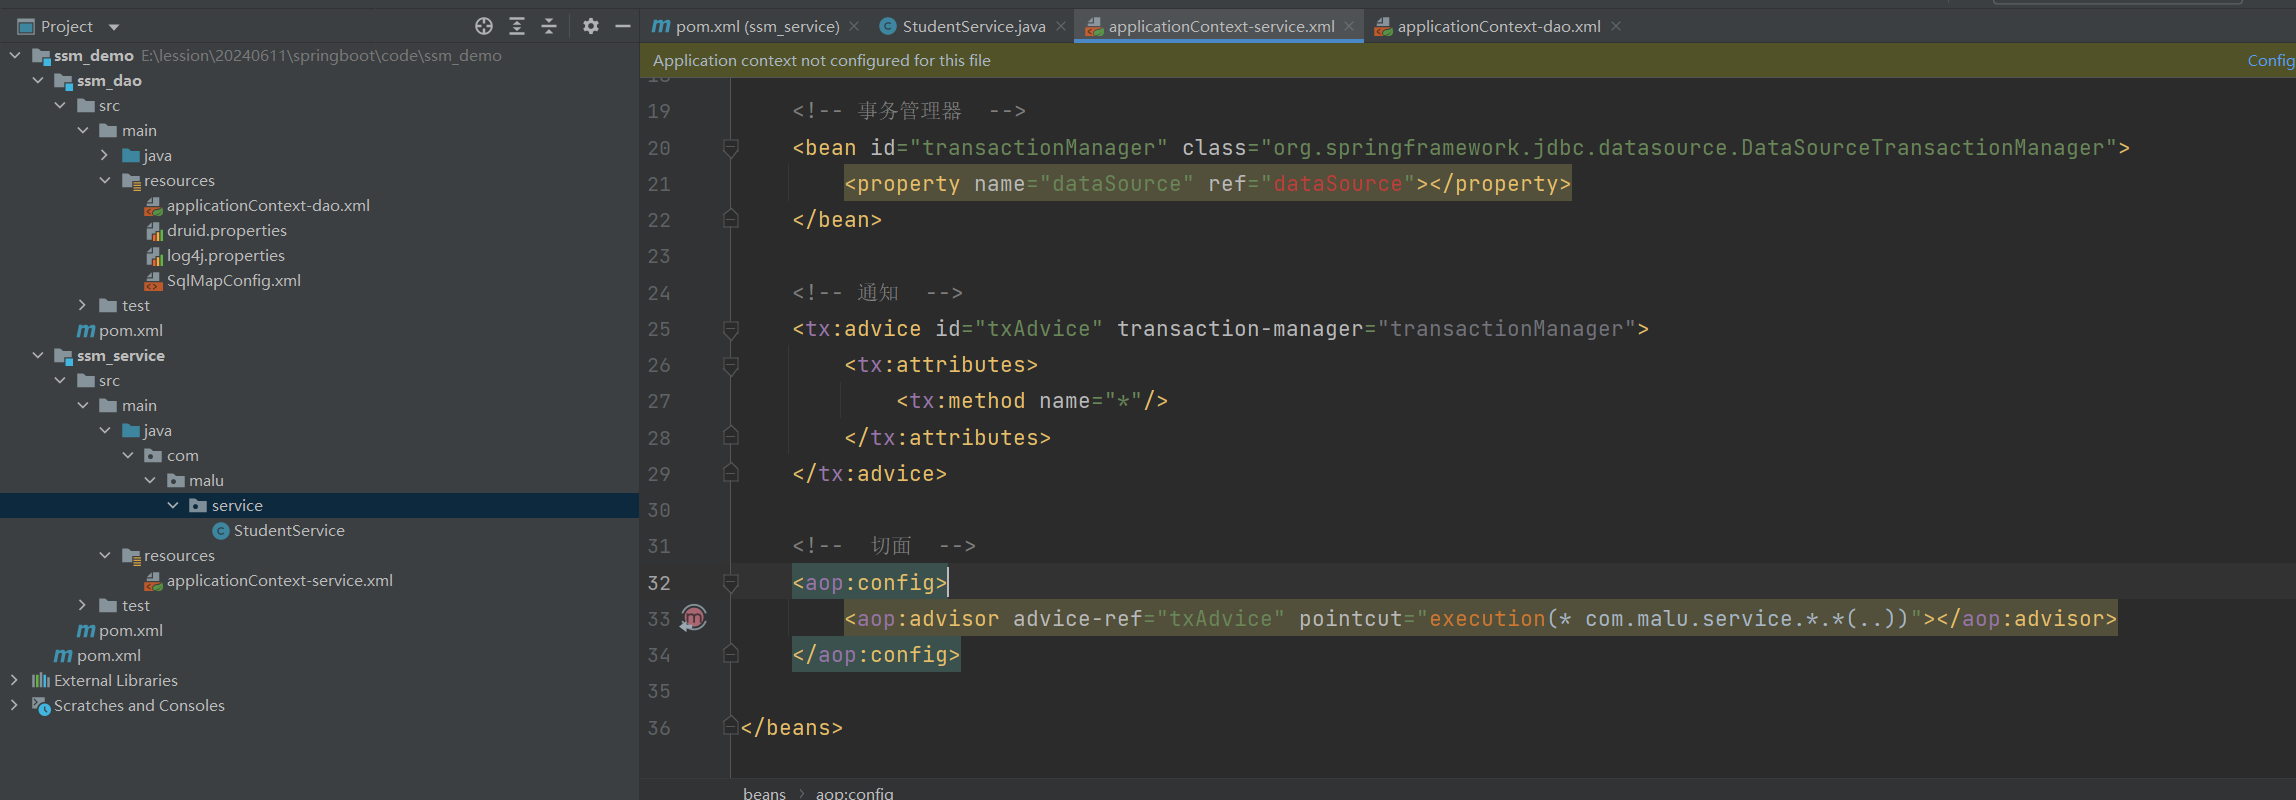 Project
pom.xml (ssm_service)
StudentService.java
applicationContext-service.xml
applicationContext-dao.xml
Application context not configured for this file
Config
ssm_demo E:\lession\20240611\springboot\code\ssm_demo
ssm_dao
src
main
java
resources
applicationContext-dao.xml
druid.properties
log4j.properties
SqlMapConfig.xml
test
pom.xml
ssm_service
src
main
java
com
malu
service
StudentService
resources
applicationContext-service.xml
test
pom.xml
pom.xml
External Libraries
Scratches and Consoles
19 <!-- 事务管理器 -->
20 <bean id="transactionManager" class="org.springframework.jdbc.datasource.DataSourceTransactionManager">
21 <property name="dataSource" ref="dataSource"></property>
22 </bean>
23
24 <!-- 通知 -->
25 <tx:advice id="txAdvice" transaction-manager="transactionManager">
26 <tx:attributes>
27 <tx:method name="*"/>
28 </tx:attributes>
29 </tx:advice>
30
31 <!-- 切面 -->
32 <aop:config>
33 <aop:advisor advice-ref="txAdvice" pointcut="execution(* com.malu.service.*.*(..))"></aop:advisor>
34 </aop:config>
35
36 </beans>
beans › aop:config